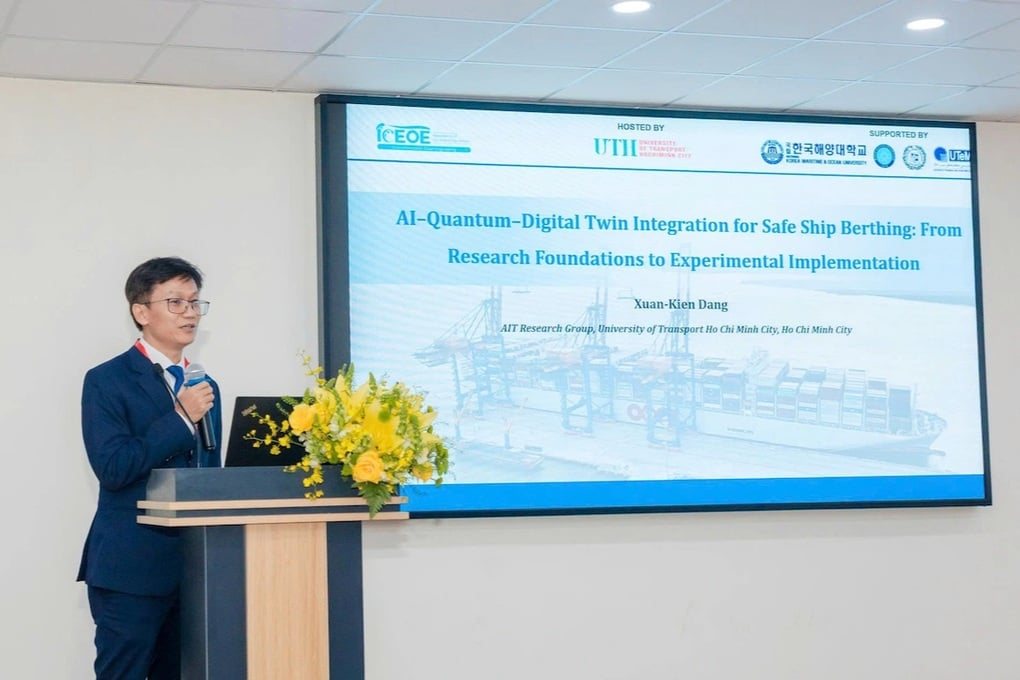 iCEOE
HOSTED BY
UTH UNIVERSITY
OF TRANSPORT
HOCHIMINH CITY
SUPPORTED BY
한국해양대학교
KOREA MARITIME & OCEAN UNIVERSITY
UTeM
AI–Quantum–Digital Twin Integration for Safe Ship Berthing: From
Research Foundations to Experimental Implementation
Xuan-Kien Dang
AIT Research Group, University of Transport Ho Chi Minh City, Ho Chi Minh City